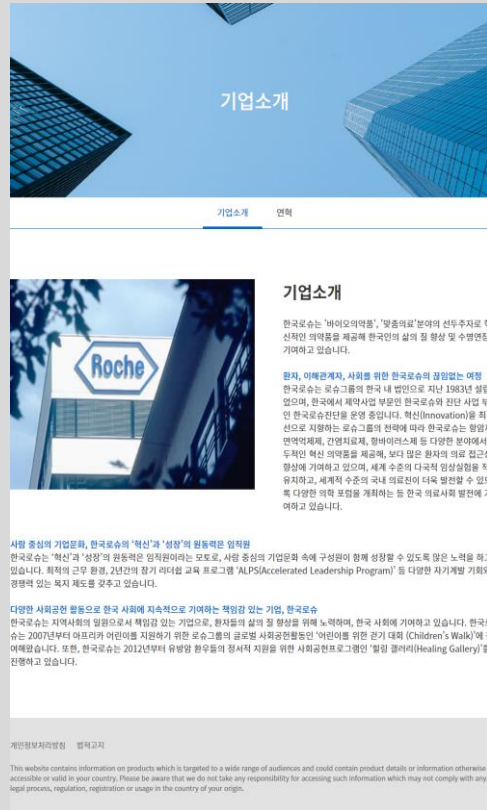 기업소개
기업소개 연혁
Roche
기업소개
한국로슈는 '바이오의약품', '맞춤의료'분야의 선두주자로
신적인 의약품을 제공해 한국인의 삶의 질 향상 및 수명연장
기여하고 있습니다.
환자, 이해관계자, 사회를 위한 한국로슈의 끊임없는 여정
한국로슈는 로슈그룹의 한국 내 법인으로 지난 1983년 설립
었으며, 한국에서 제약사업 부문인 한국로슈와 진단 사업 부
인 한국로슈진단을 운영 중입니다. 혁신(Innovation)을 최
선으로 지향하는 로슈그룹의 전략에 따라 한국로슈는 항암제
면역억제제, 간염치료제, 항바이러스제 등 다양한 분야에서
두적인 혁신 의약품을 제공해, 보다 많은 환자의 의료 접근성
향상에 기여하고 있으며, 세계 수준의 다국적 임상실험을 적
유치하고, 세계적 수준의 국내 의료진이 더욱 발전할 수 있으
록 다양한 의학 포럼을 개최하는 등 한국 의료사회 발전에 기
여하고 있습니다.
사람 중심의 기업문화, 한국로슈의 '혁신'과 '성장'의 원동력은 임직원
한국로슈는 '혁신'과 '성장'의 원동력은 임직원이라는 모토로, 사람 중심의 기업문화 속에 구성원이 함께 성장할 수 있도록 많은 노력을 하고
있습니다. 최적의 근무 환경, 2년간의 장기 리더쉽 교육 프로그램 'ALPS(Accelerated Leadership Program)' 등 다양한 자기계발 기회와
경쟁력 있는 복지 제도를 갖추고 있습니다.
다양한 사회공헌 활동으로 한국 사회에 지속적으로 기여하는 책임감 있는 기업, 한국로슈
한국로슈는 지역사회의 일원으로서 책임감 있는 기업으로, 환자들의 삶의 질 향상을 위해 노력하며, 한국 사회에 기여하고 있습니다. 한국로
슈는 2007년부터 아프리카 어린이를 지원하기 위한 로슈그룹의 글로벌 사회공헌활동인 '어린이를 위한 걷기 대회 (Children's Walk)'에
여해왔습니다. 또한, 한국로슈는 2012년부터 유방암 환우들의 정서적 지원을 위한 사회공헌프로그램인 '힐링 갤러리(Healing Gallery)'를
진행하고 있습니다.
개인정보처리방침 법적고지
This website contains information on products which is targeted to a wide range of audiences and could contain product details or information otherwise
accessible or valid in your country. Please be aware that we do not take any responsibility for accessing such information which may not comply with any
legal process, regulation, registration or usage in the country of your origin.